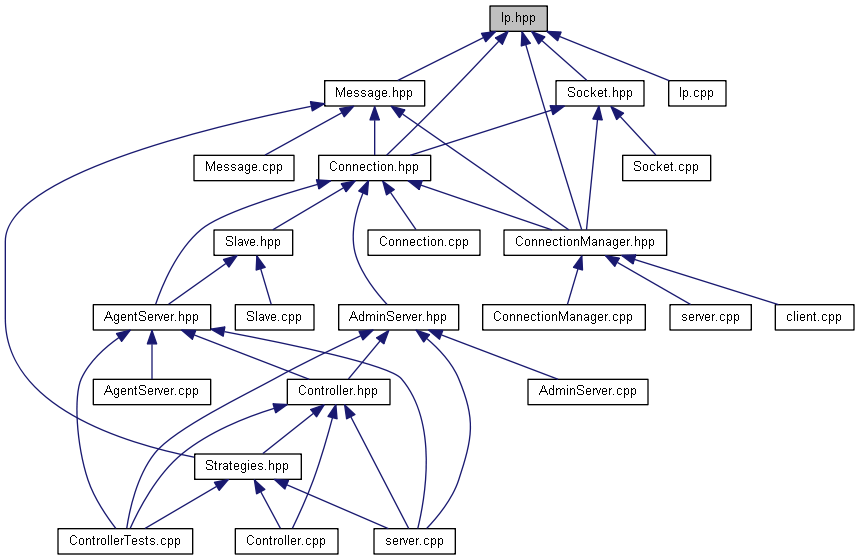 Ip.hpp
Message.hpp
Socket.hpp
Ip.cpp
Message.cpp
Connection.hpp
Socket.cpp
Slave.hpp
Connection.cpp
ConnectionManager.hpp
AgentServer.hpp
Slave.cpp
AdminServer.hpp
ConnectionManager.cpp
server.cpp
client.cpp
AgentServer.cpp
Controller.hpp
AdminServer.cpp
Strategies.hpp
ControllerTests.cpp
Controller.cpp
server.cpp